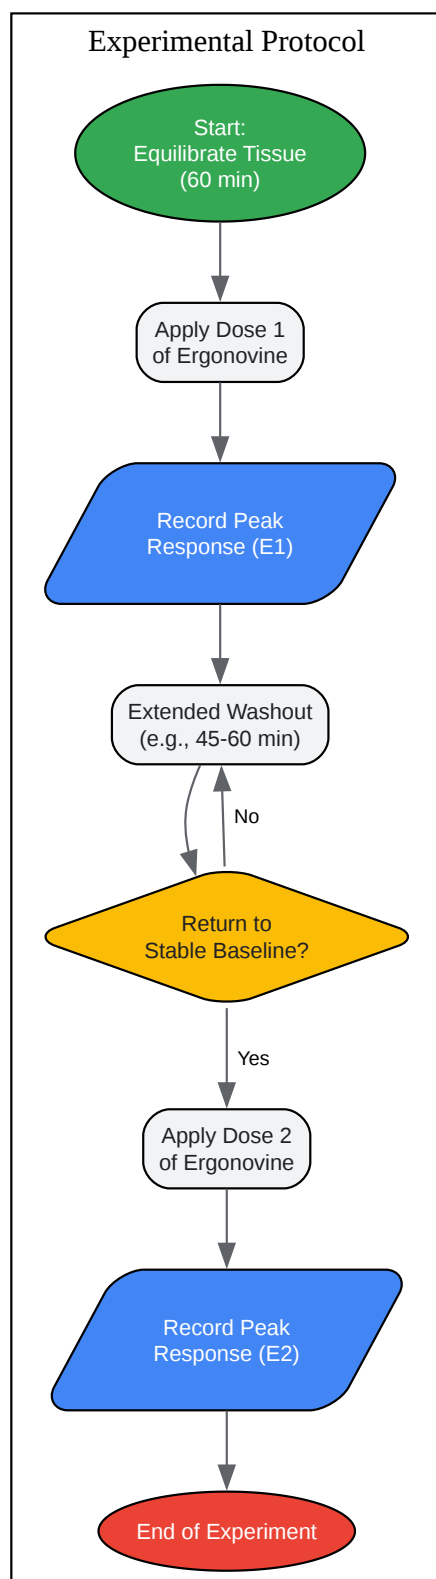 Experimental Protocol
Start:
Equilibrate Tissue
(60 min)
Apply Dose 1
of Ergonovine
Record Peak
Response (E1)
Extended Washout
(e.g., 45-60 min)
No
Return to
Stable Baseline?
Yes
Apply Dose 2
of Ergonovine
Record Peak
Response (E2)
End of Experiment